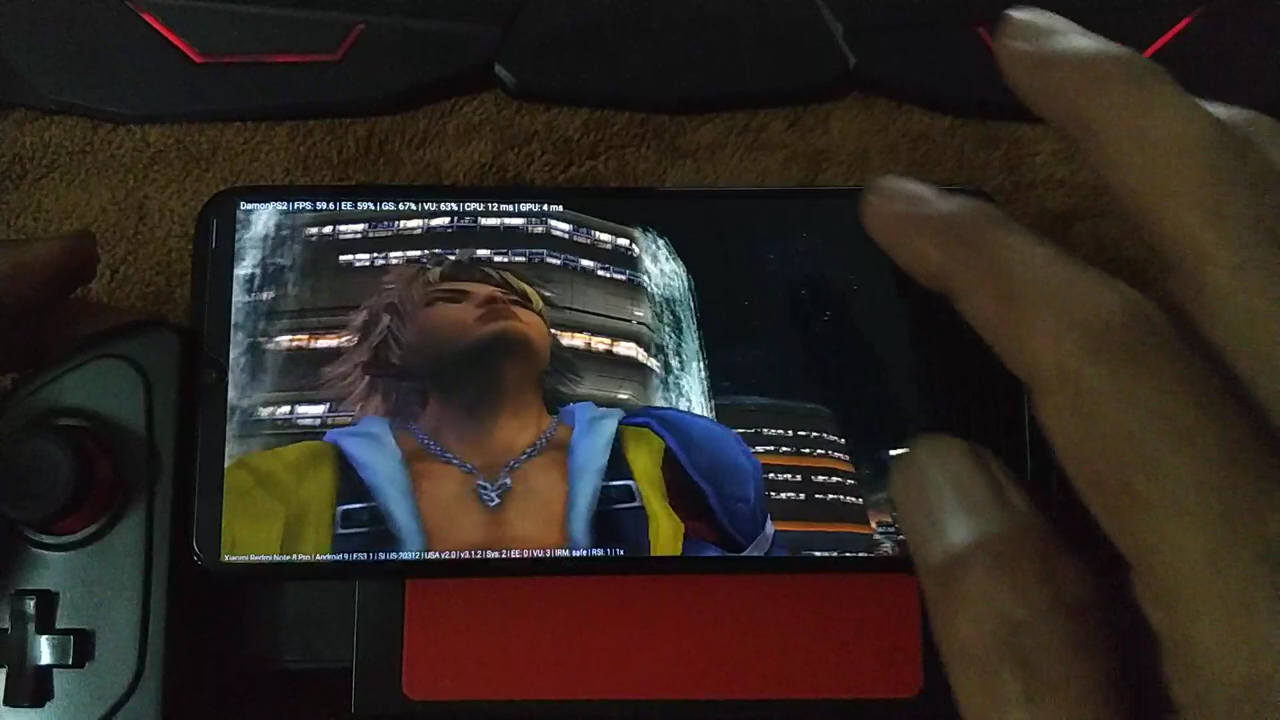 DamonPS2 | FPS: 59.6 | EE: 59% | GS: 67% | VU: 63% | CPU: 12 ms | GPU: 4 ms
Xiaomi Redmi Note 8 Pro | Android 9 | ES3.1 | SLUS-20312 | USA v2.0 | v3.1.2 | Sys: 2 | EE: 0 | VU: 3 | IRM: safe | RSI: 1 | 1x